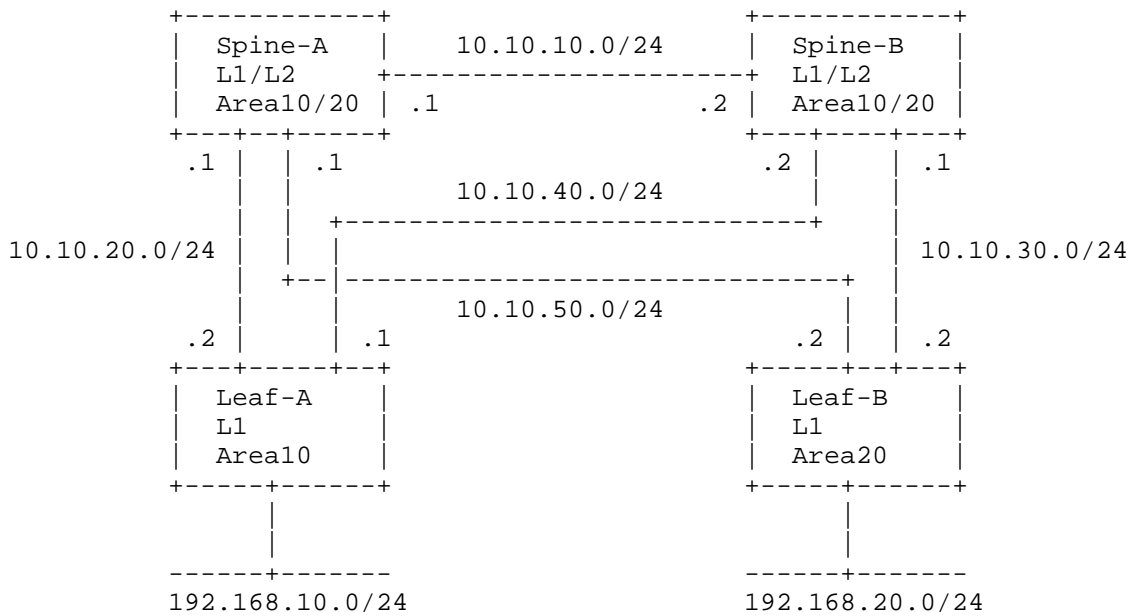 Spine-A 10.10.10.0/24 Spine-B
L1/L2 L1/L2
Area10/20 .1 .2 Area10/20
.1 .1 .2 .1
10.10.40.0/24
10.10.20.0/24 10.10.30.0/24
10.10.50.0/24
.2 .1 .2 .2
Leaf-A Leaf-B
L1 L1
Area10 Area20
192.168.10.0/24 192.168.20.0/24